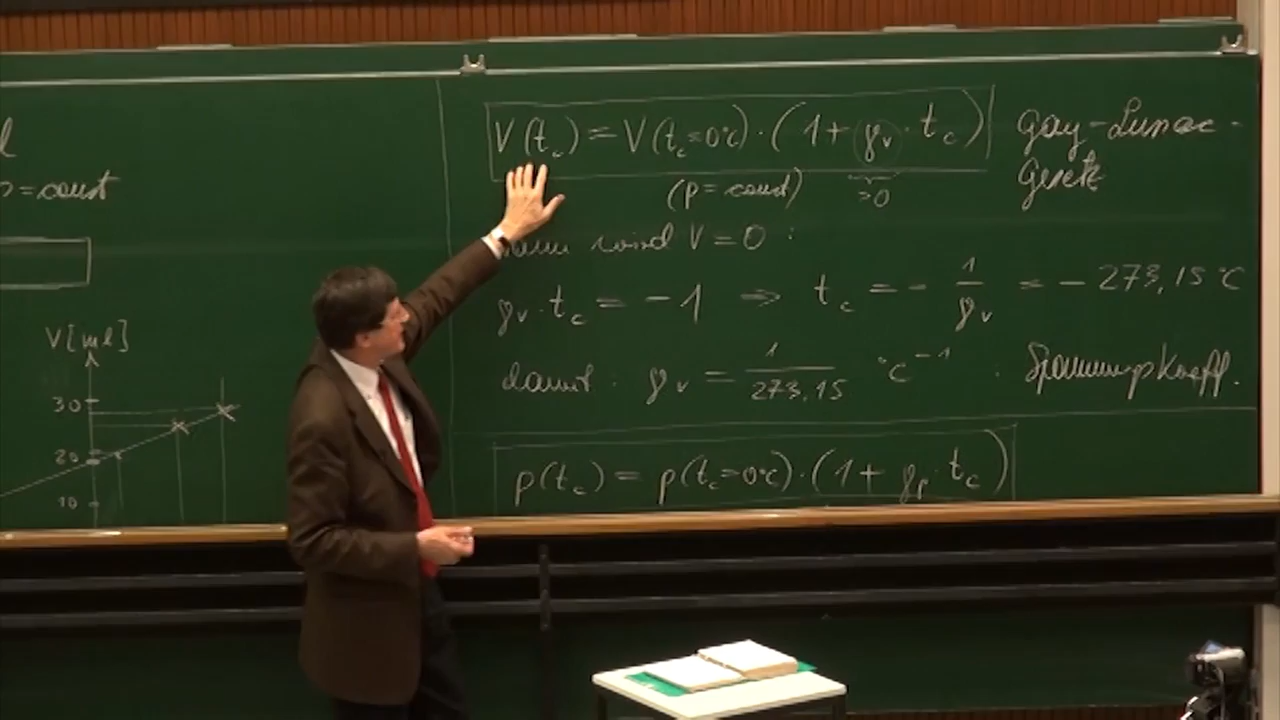 p = const
V [ml]
30
20
10
V(t_c) = V(t_c=0°C) · (1 + γ_v · t_c)
Gay-Lussac-
Gesetz
(p = const)
>0
wann wird V = 0 :
γ_v · t_c = -1 ⇒ t_c = - 1/γ_v = - 273,15 °C
damit γ_v = 1/273,15 °C⁻¹
Spannungskoeff.
p(t_c) = p(t_c=0°C) · (1 + γ_p · t_c)